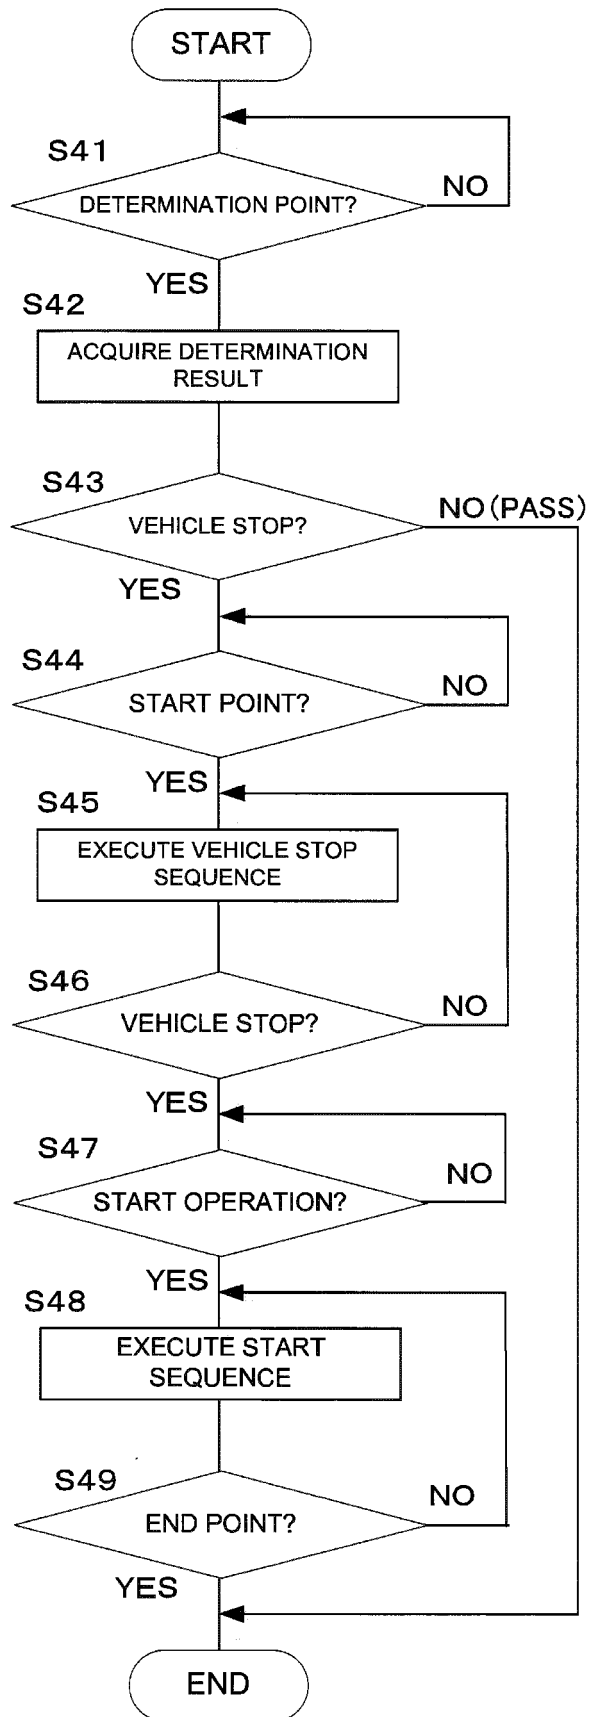 START
S41
DETERMINATION POINT?
NO
YES
S42
ACQUIRE DETERMINATION
RESULT
S43
VEHICLE STOP?
NO (PASS)
YES
S44
START POINT?
NO
YES
S45
EXECUTE VEHICLE STOP
SEQUENCE
S46
VEHICLE STOP?
NO
YES
S47
START OPERATION?
NO
YES
S48
EXECUTE START
SEQUENCE
S49
END POINT?
NO
YES
END